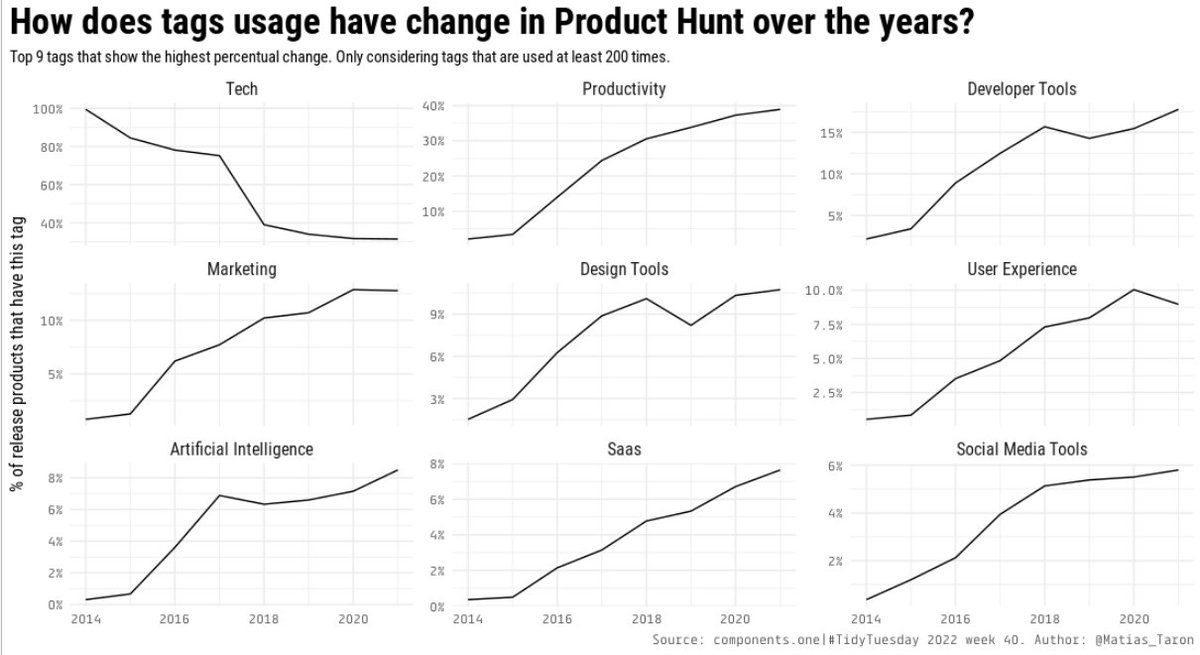 How does tags usage have change in Product Hunt over the years?
Top 9 tags that show the highest percentual change. Only considering tags that are used at least 200 times.
% of release products that have this tag
Tech
100%
80%
60%
40%
Productivity
40%
30%
20%
10%
Developer Tools
15%
10%
5%
Marketing
10%
5%
Design Tools
9%
6%
3%
User Experience
10.0%
7.5%
5.0%
2.5%
Artificial Intelligence
8%
6%
4%
2%
0%
2014 2016 2018 2020
Saas
8%
6%
4%
2%
0%
2014 2016 2018 2020
Social Media Tools
6%
4%
2%
2014 2016 2018 2020
Source: components.one|#TidyTuesday 2022 week 40. Author: @Matias_Taron